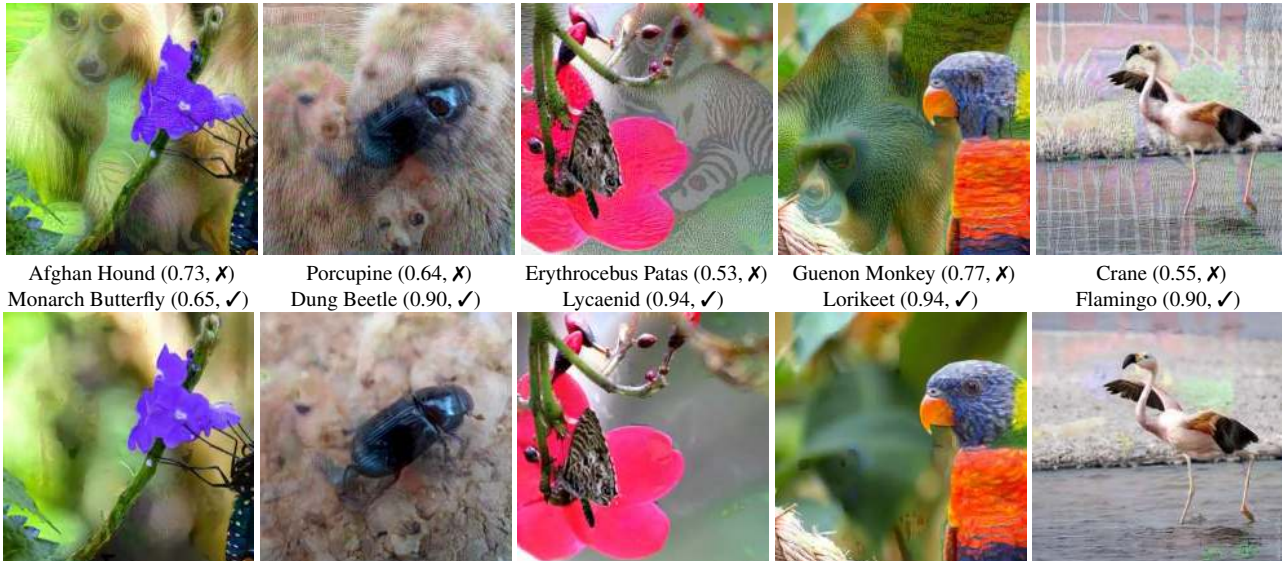 Afghan Hound (0.73, ✗) Porcupine (0.64, ✗) Erythrocebus Patas (0.53, ✗) Guenon Monkey (0.77, ✗) Crane (0.55, ✗)
Monarch Butterfly (0.65, ✓) Dung Beetle (0.90, ✓) Lycaenid (0.94, ✓) Lorikeet (0.94, ✓) Flamingo (0.90, ✓)